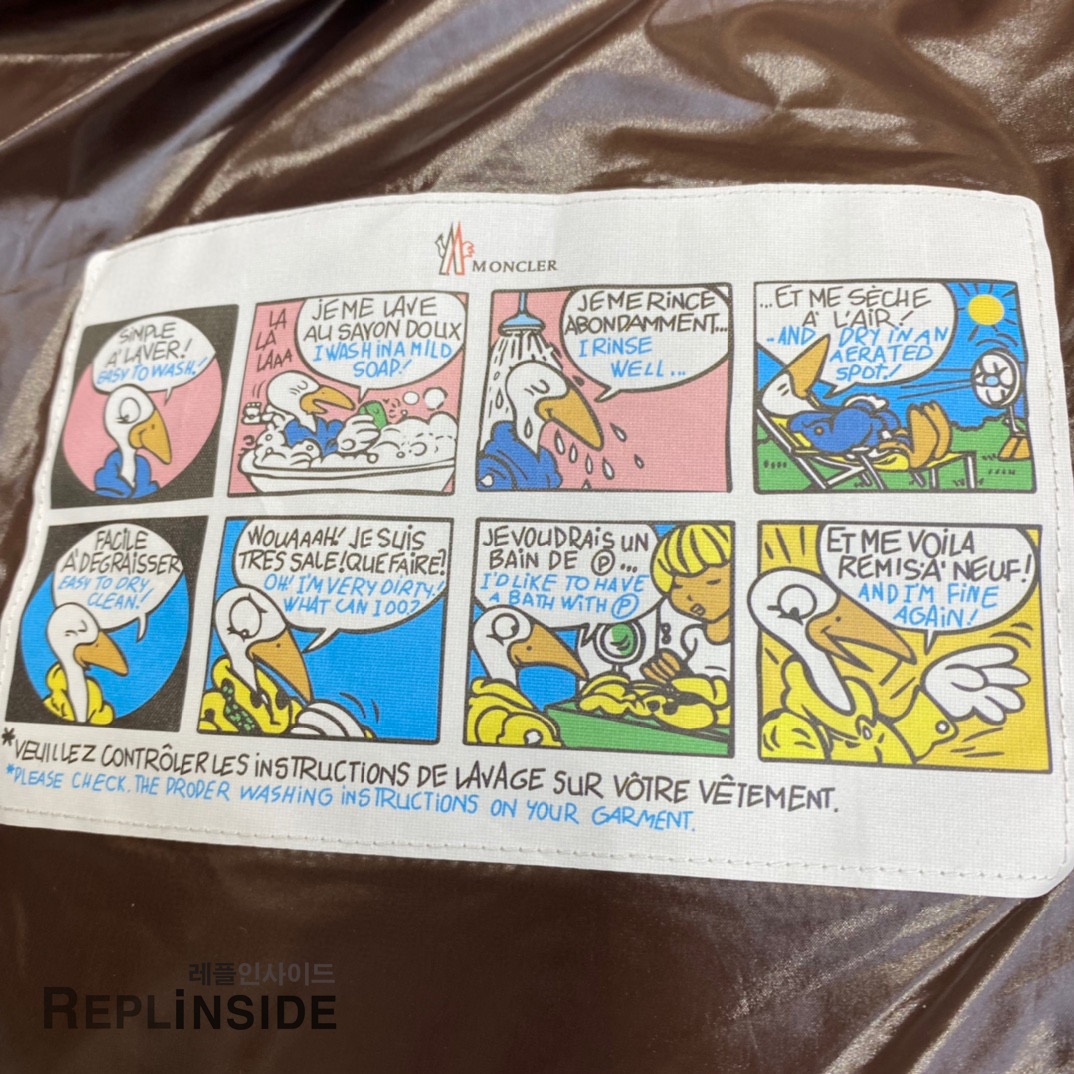 MONCLER
SIMPLE
A' LAVER!
EASY TO WASH!
LA
LA
LAAA
JE ME LAVE
AU SAVON DOUX
I WASH IN A MILD
SOAP!
JE ME RINCE
ABONDAMMENT...
I RINSE
WELL...
...ET ME SÈCHE
A' L'AIR!
..AND DRY IN AN
AERATED
SPOT!
FACILE
A' DEGRAISSER
EASY TO DRY
CLEAN!
WOUAAAH! JE SUIS
TRES SALE! QUE FAIRE?
OH! I'M VERY DIRTY!
WHAT CAN I DO?
JE VOUDRAIS UN
BAIN DE Ⓟ...
I'D LIKE TO HAVE
A BATH WITH Ⓟ
ET ME VOILA
REMIS A' NEUF!
AND I'M FINE
AGAIN!
*VEUILLEZ CONTRÔLER LES INSTRUCTIONS DE LAVAGE SUR VÔTRE VÊTEMENT.
*PLEASE CHECK.THE PRODER WASHING INSTRUCTIONS ON YOUR GARMENT.
레플인사이드
REPLiNSIDE